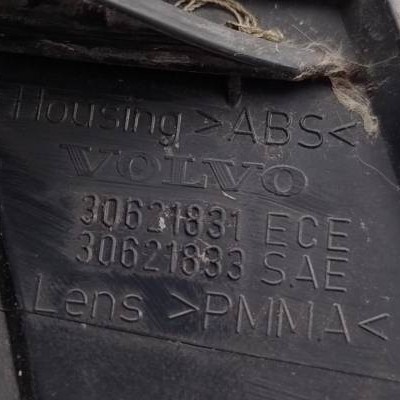 Housing >ABS<
VOLVO
30621831 ECE
30621833 SAE
Lens >PMMA<